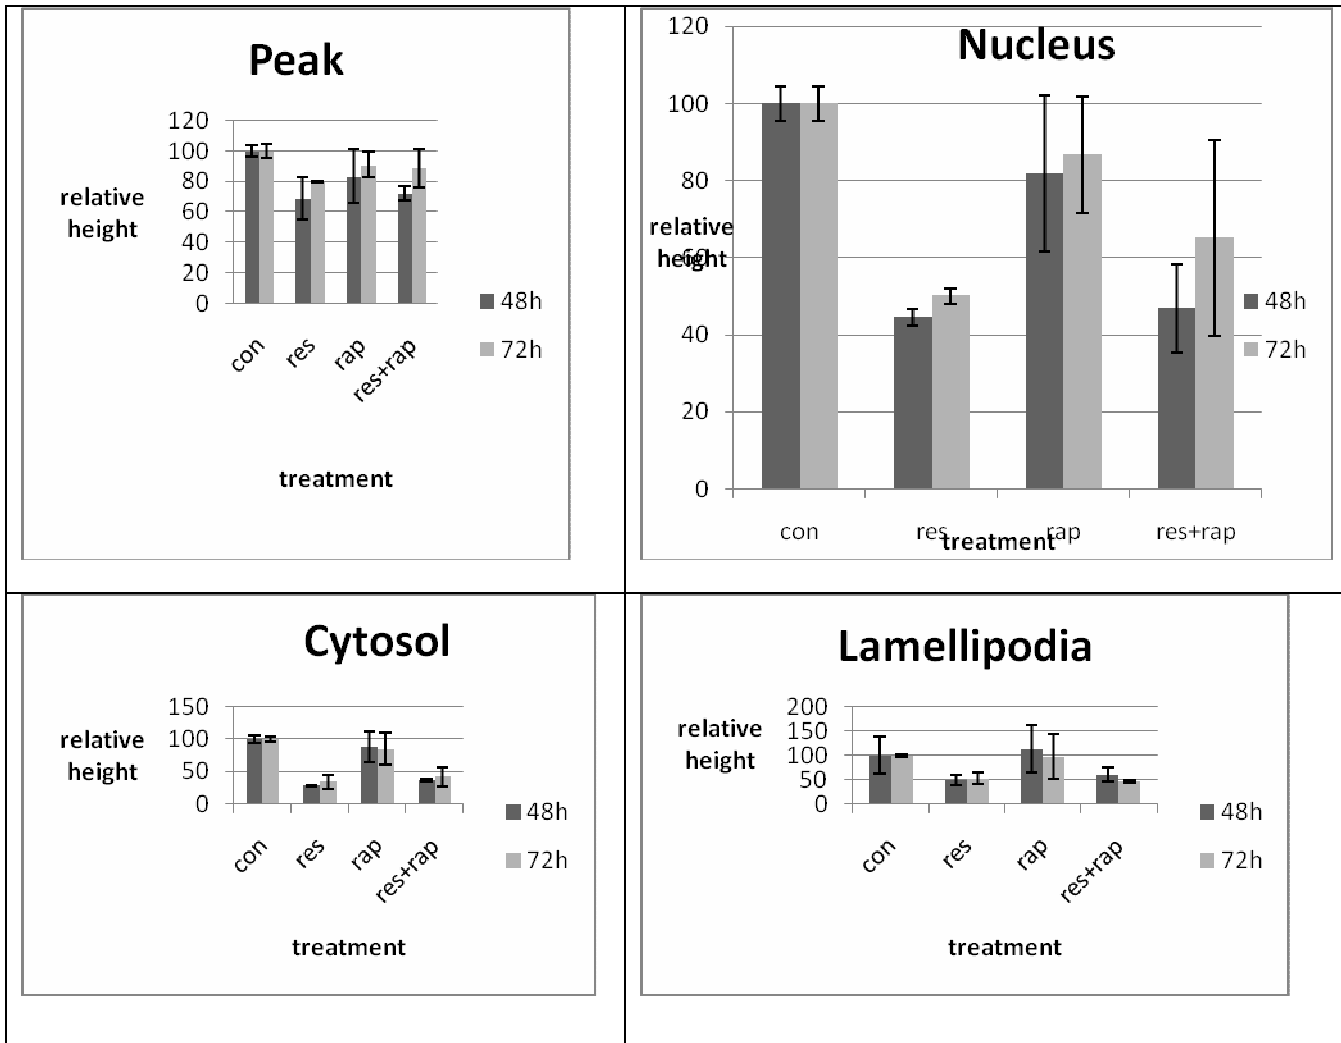 Peak
120
100
80
60
40
20
0
relative
height
48h
72h
con
res
rap
res+rap
treatment
Nucleus
120
100
80
60
40
20
0
relative
height
48h
72h
con
res
rap
res+rap
treatment
Cytosol
150
100
50
0
relative
height
48h
72h
con
res
rap
res+rap
treatment
Lamellipodia
200
150
100
50
0
relative
height
48h
72h
con
res
rap
res+rap
treatment